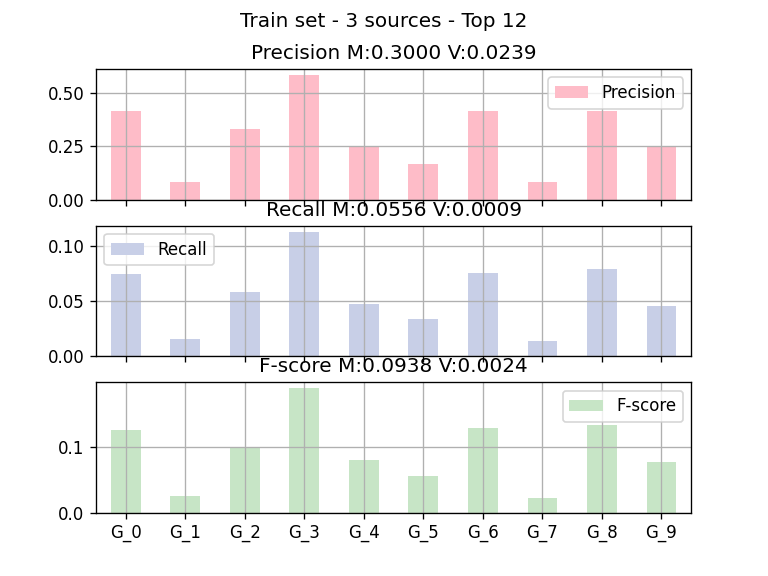 Train set - 3 sources - Top 12
Precision M:0.3000 V:0.0239
0.50
0.25
0.00
Precision
Recall M:0.0556 V:0.0009
0.10
0.05
0.00
Recall
F-score M:0.0938 V:0.0024
0.1
0.0
F-score
G_0 G_1 G_2 G_3 G_4 G_5 G_6 G_7 G_8 G_9